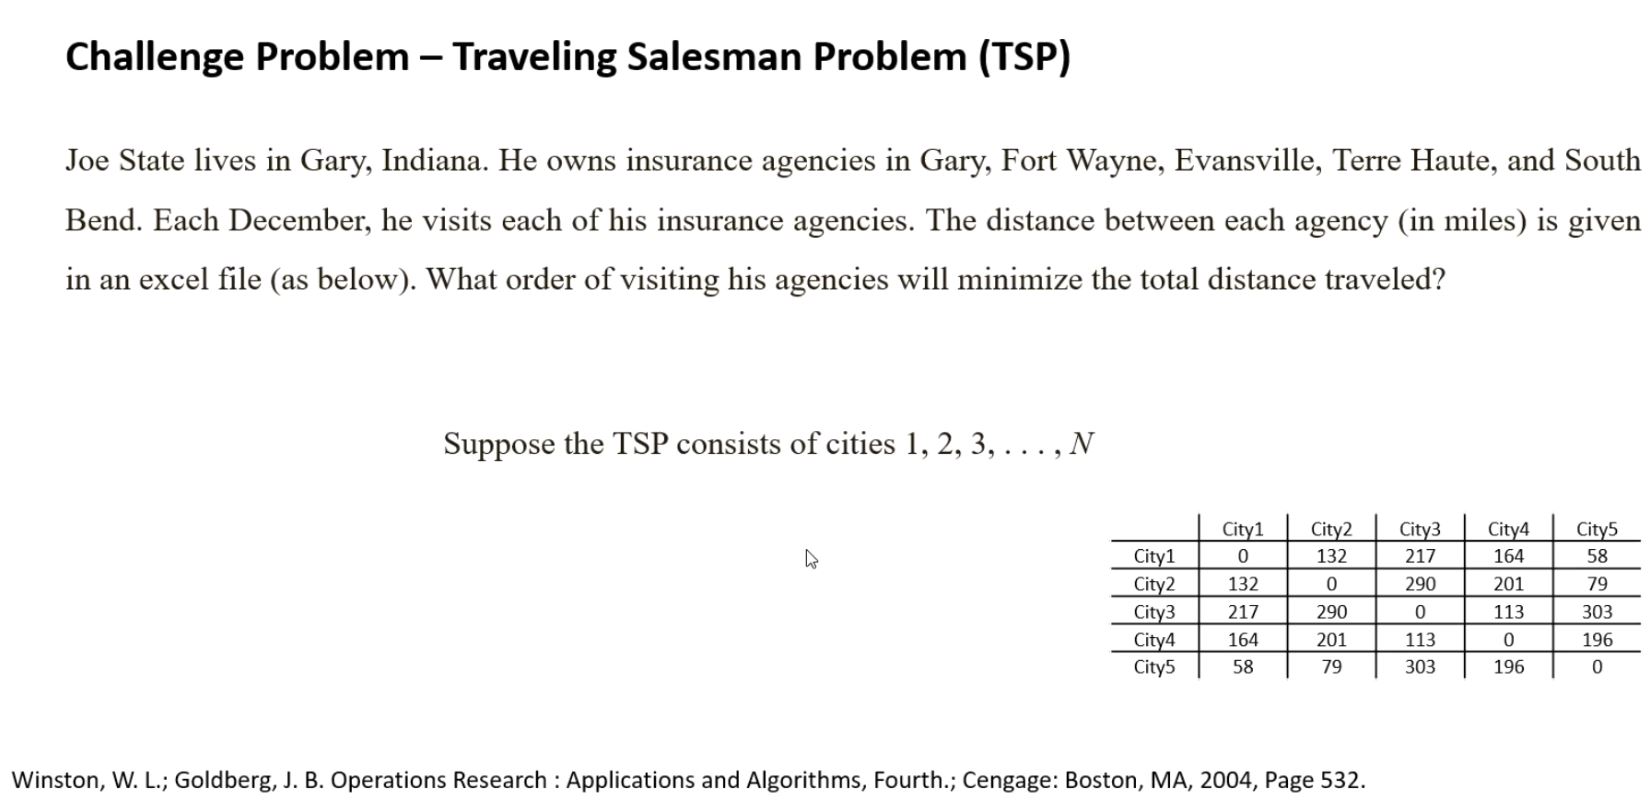 Challenge Problem – Traveling Salesman Problem (TSP)
Joe State lives in Gary, Indiana. He owns insurance agencies in Gary, Fort Wayne, Evansville, Terre Haute, and South
Bend. Each December, he visits each of his insurance agencies. The distance between each agency (in miles) is given
in an excel file (as below). What order of visiting his agencies will minimize the total distance traveled?
Suppose the TSP consists of cities 1, 2, 3, . . . , N
City1 City2 City3 City4 City5
City1 0 132 217 164 58
City2 132 0 290 201 79
City3 217 290 0 113 303
City4 164 201 113 0 196
City5 58 79 303 196 0
Winston, W. L.; Goldberg, J. B. Operations Research : Applications and Algorithms, Fourth.; Cengage: Boston, MA, 2004, Page 532.